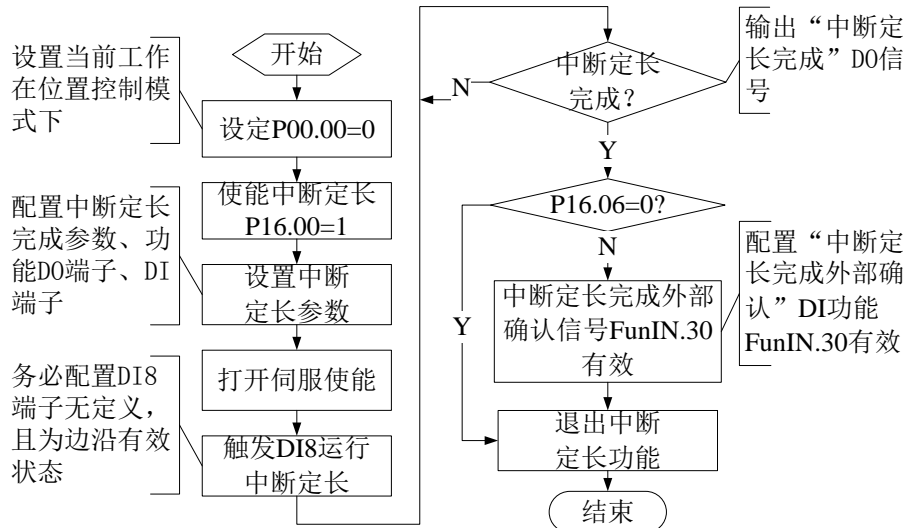 开始
设置当前工作
在位置控制模
式下
设定P00.00=0
使能中断定长
P16.00=1
配置中断定长
完成参数、功
能DO端子、DI
端子
设置中断
定长参数
打开伺服使能
务必配置DI8
端子无定义，
且为边沿有效
状态
触发DI8运行
中断定长
中断定长
完成？
N
Y
输出“中断定
长完成”DO信
号
P16.06=0?
N
Y
中断定长完成外部
确认信号FunIN.30
有效
配置“中断定
长完成外部确
认”DI功能
FunIN.30有效
退出中断
定长功能
结束